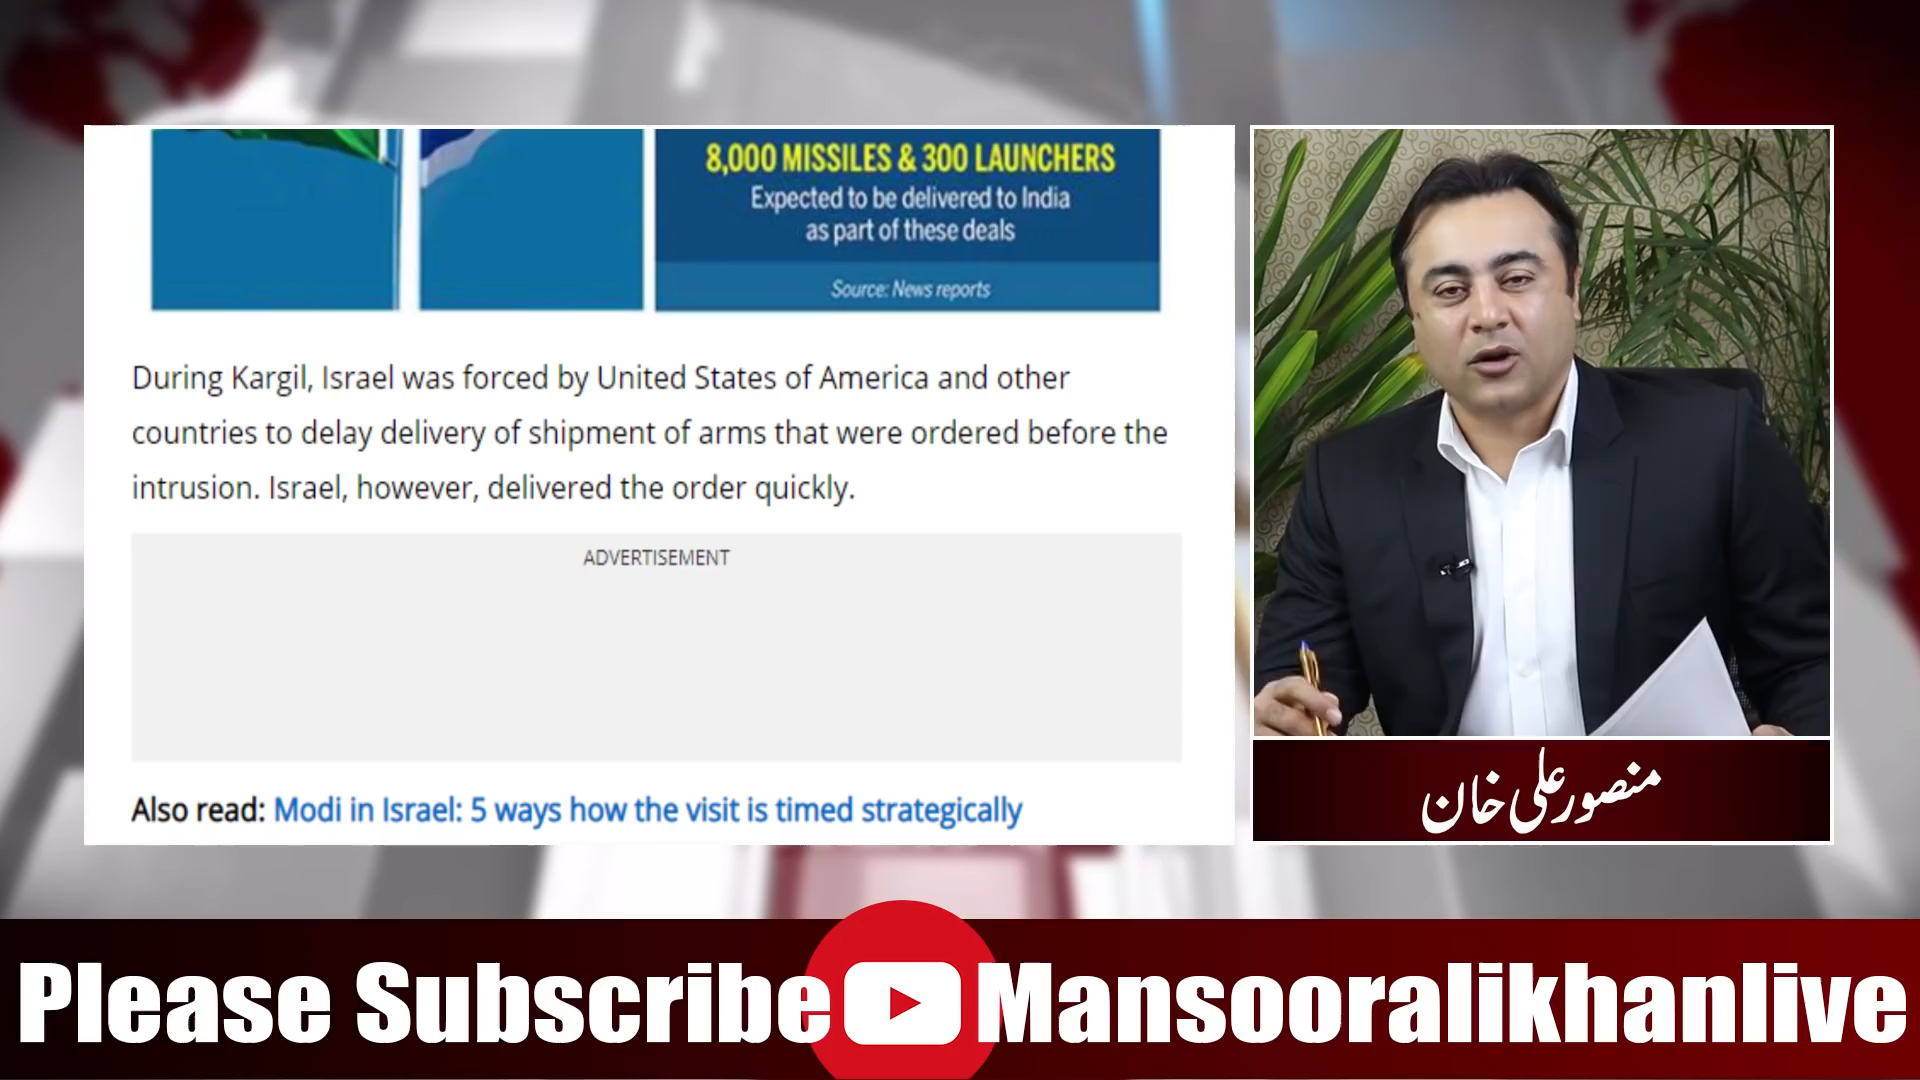 8,000 MISSILES & 300 LAUNCHERS
Expected to be delivered to India
as part of these deals
Source: News reports
During Kargil, Israel was forced by United States of America and other
countries to delay delivery of shipment of arms that were ordered before the
intrusion. Israel, however, delivered the order quickly.
ADVERTISEMENT
Also read: Modi in Israel: 5 ways how the visit is timed strategically
منصور علی خان
Please Subscribe Mansooralikhanlive